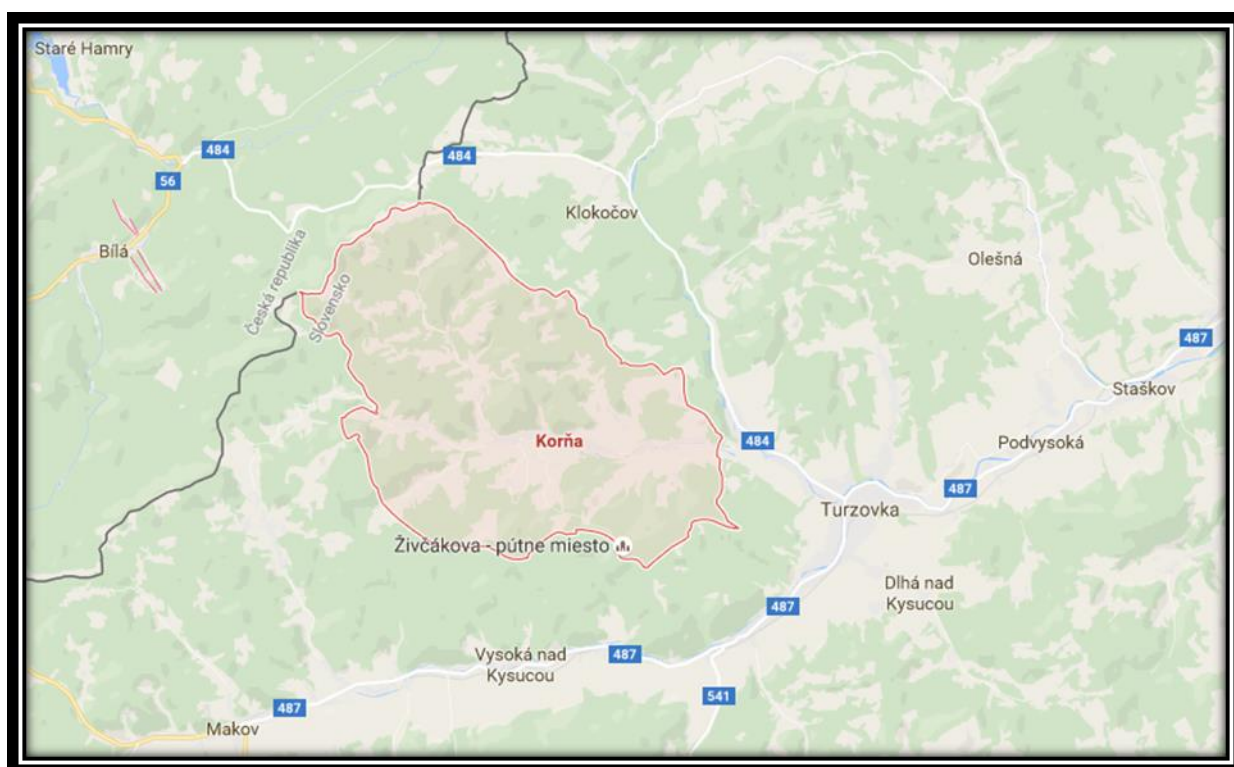 Staré Hamry
484
484
56
Klokočov
Bílá
Olešná
Česká republika
Slovensko
487
Staškov
Korňa
484
Podvysoká
487
Turzovka
Živčákova - pútne miesto
Dlhá nad
Kysucou
487
Vysoká nad
Kysucou
487
541
487
Makov